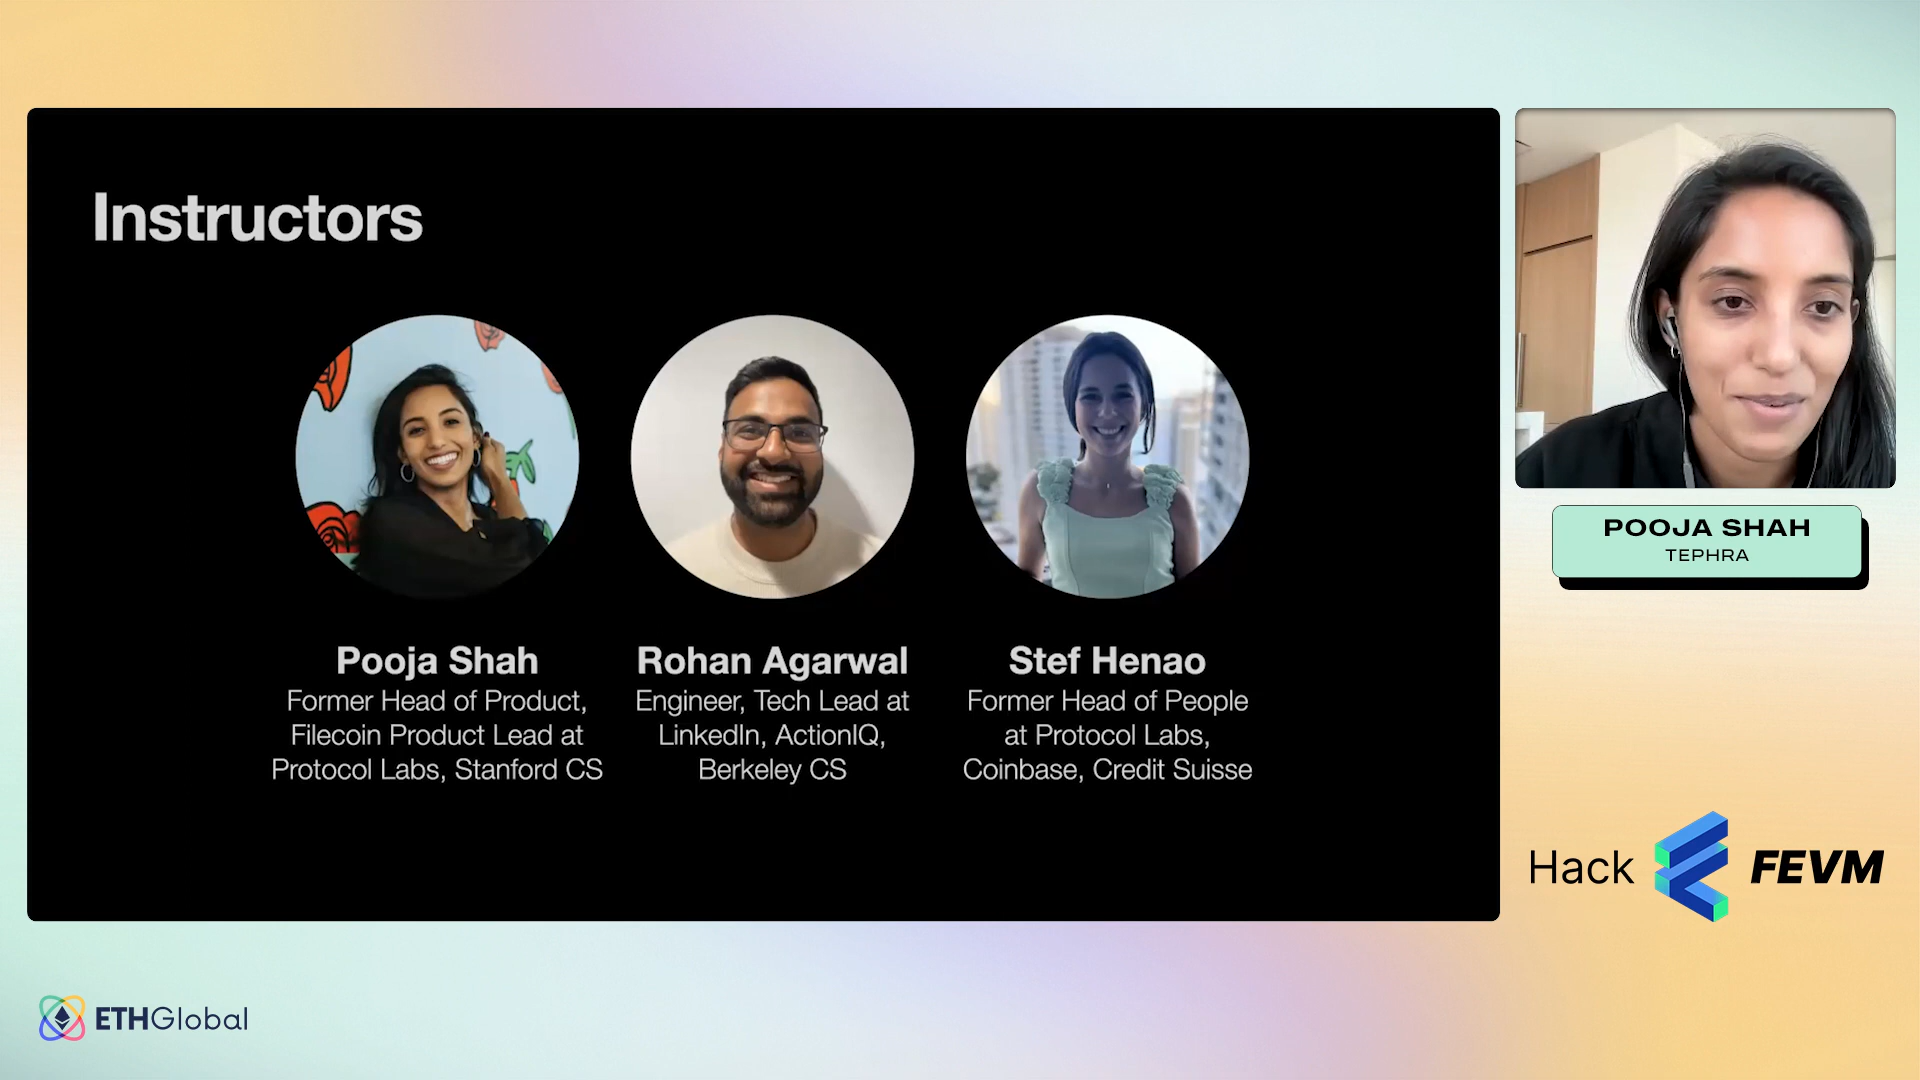 Instructors
Pooja Shah
Former Head of Product,
Filecoin Product Lead at
Protocol Labs, Stanford CS
Rohan Agarwal
Engineer, Tech Lead at
LinkedIn, ActionIQ,
Berkeley CS
Stef Henao
Former Head of People
at Protocol Labs,
Coinbase, Credit Suisse
POOJA SHAH
TEPHRA
Hack FEVM
ETHGlobal